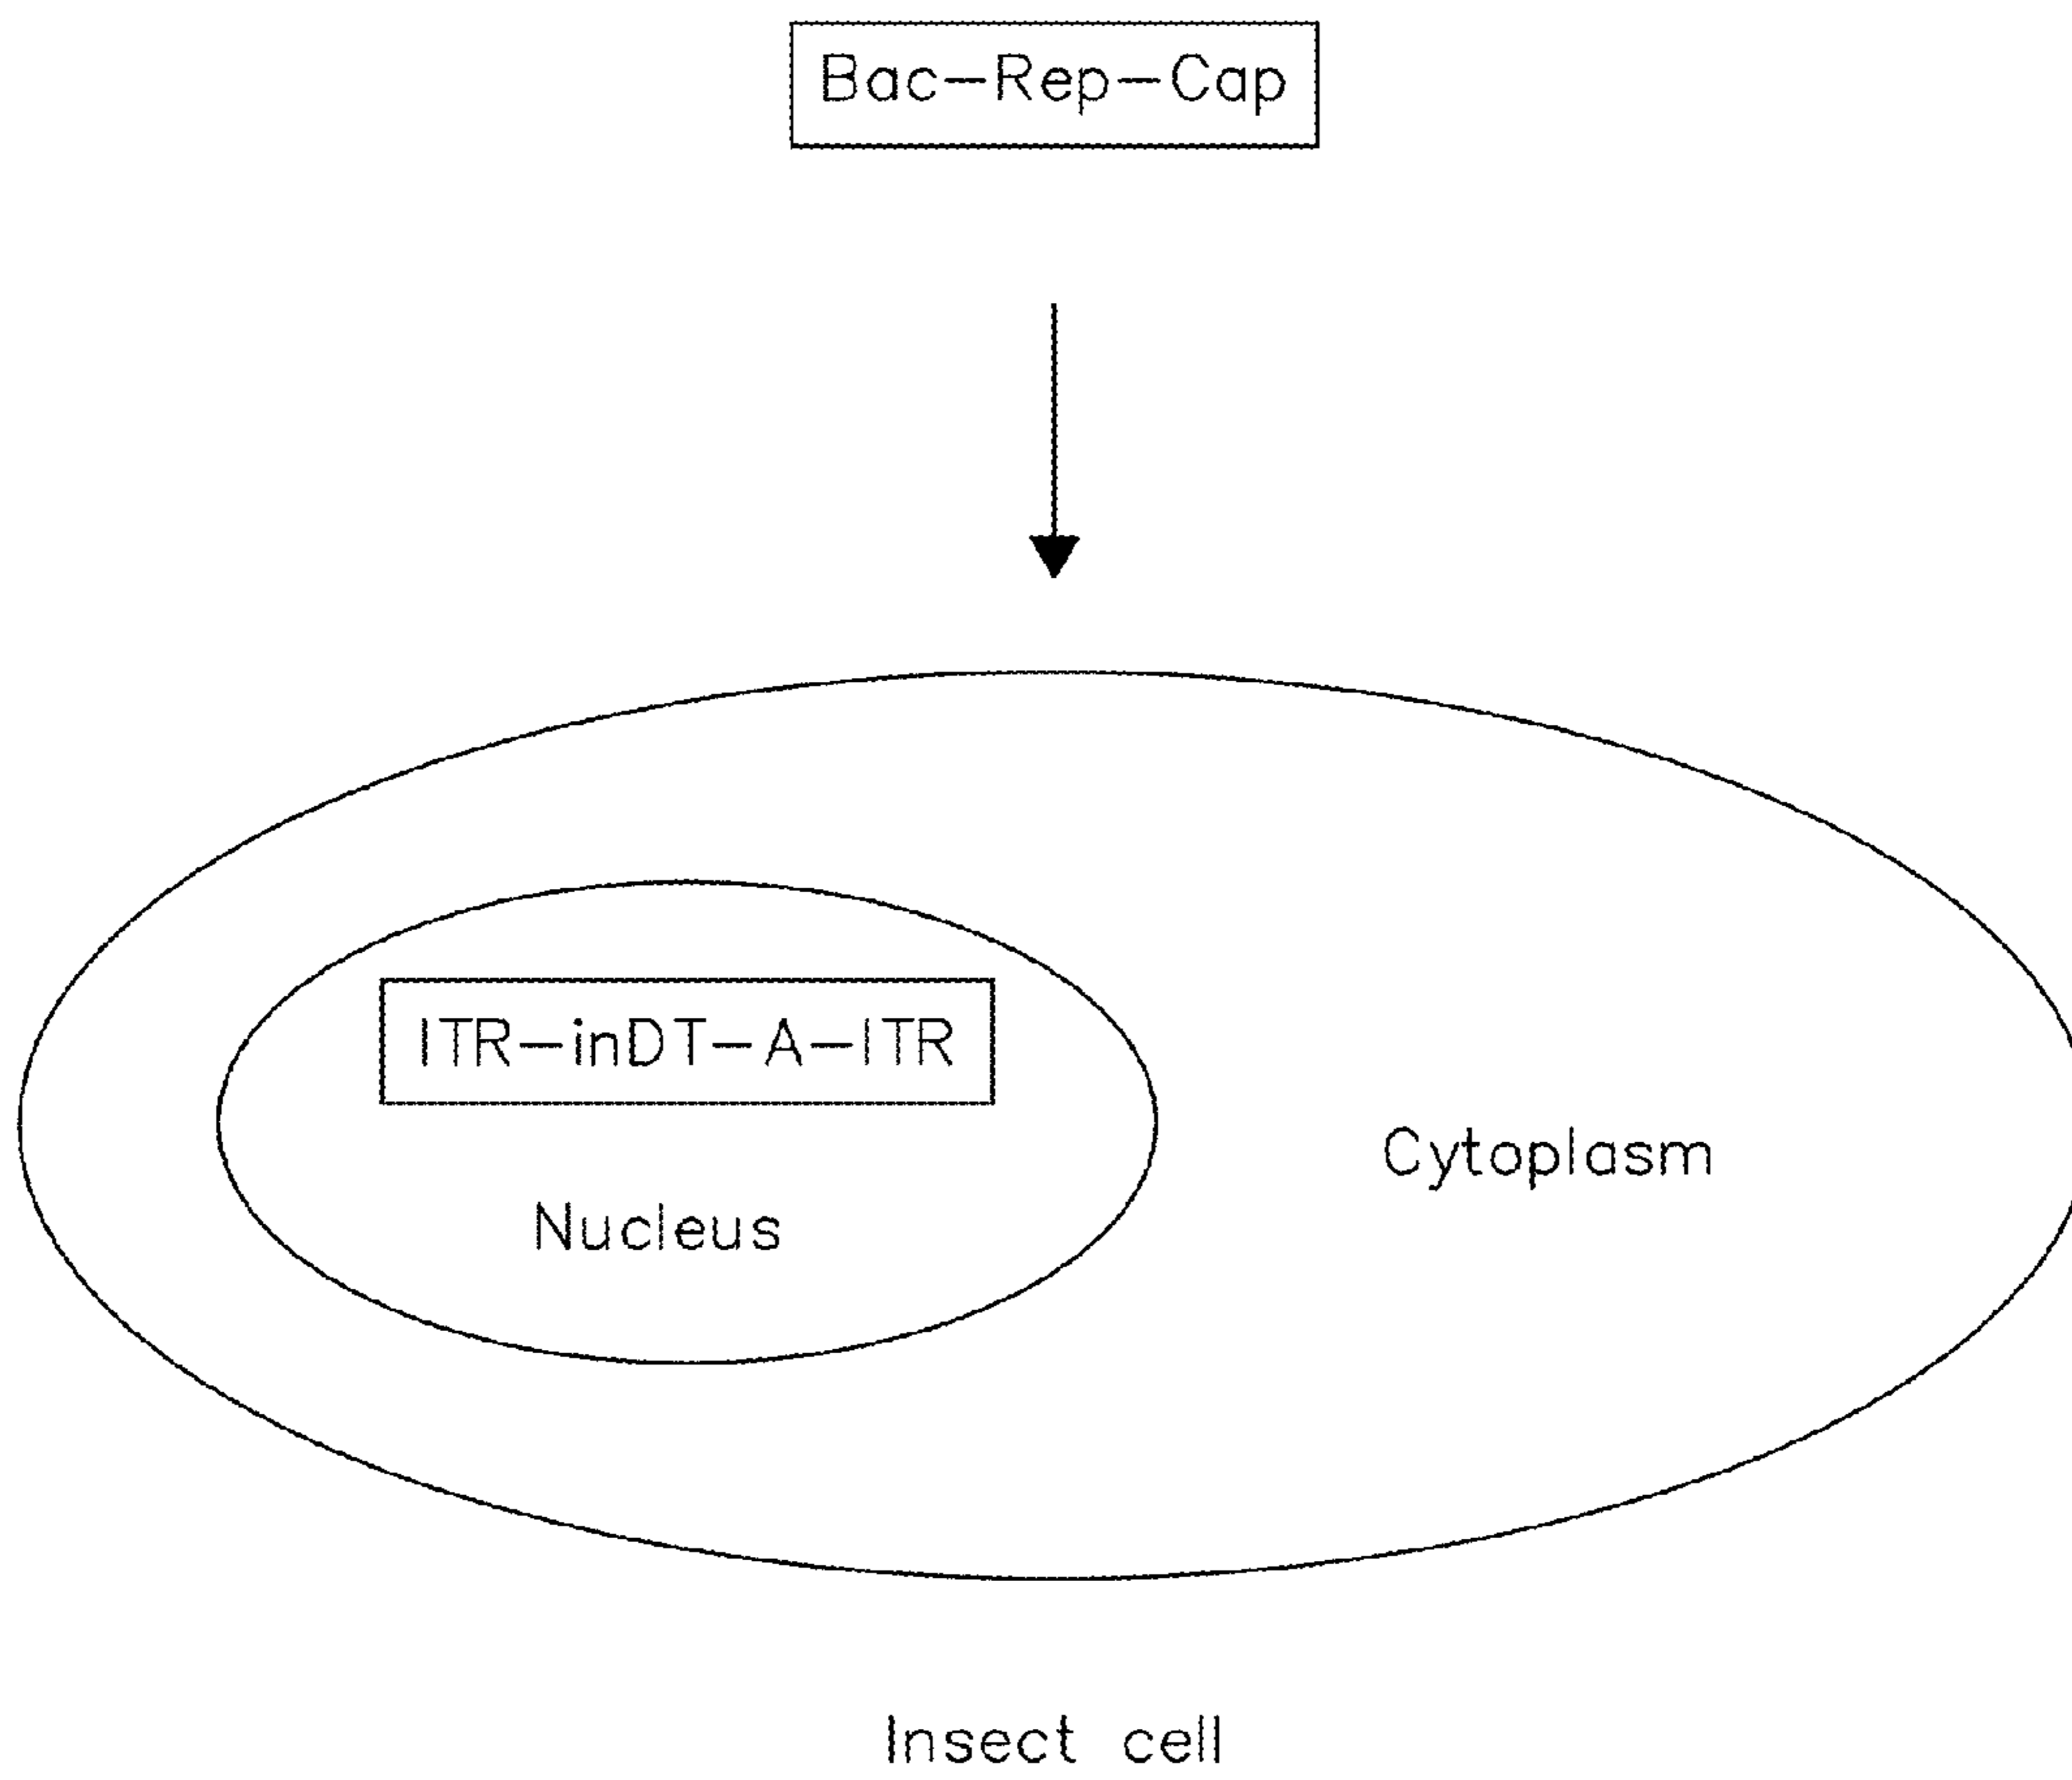 Bac-Rep-Cap
ITR-inDT-A-ITR
Cytoplasm
Nucleus
Insect cell